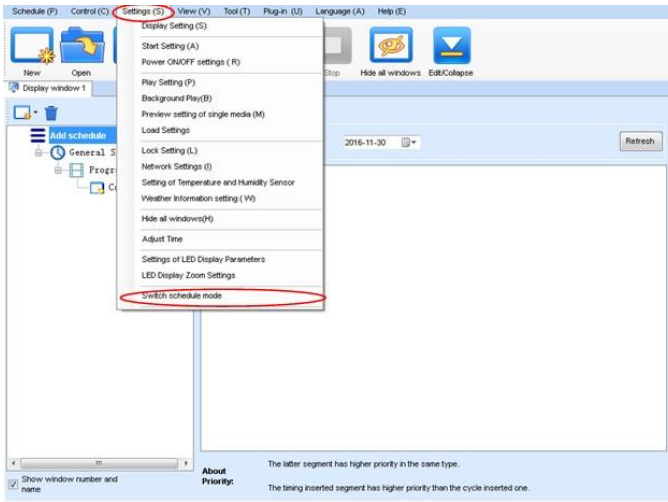 Schedule (P) Control (C) Settings (S) View (V) Tool (T) Plug-in (U) Language (A) Help (E)
New Open Stop Hide all windows Edit/Collapse
Display window 1
Display Setting (S)
Start Setting (A)
Power ON/OFF settings ( R)
Play Setting (P)
Background Play(B)
Preview setting of single media (M)
Load Settings
Lock Setting (L)
Network Settings (I)
Setting of Temperature and Humidity Sensor
Weather Information setting ( W)
Hide all windows(H)
Adjust Time
Settings of LED Display Parameters
LED Display Zoom Settings
Switch schedule mode
Add schedule
General S
Progr
Co
2016-11-30 Refresh
Show window number and
name
About
Priority:
The latter segment has higher priority in the same type.
The timing inserted segment has higher priority than the cycle inserted one.